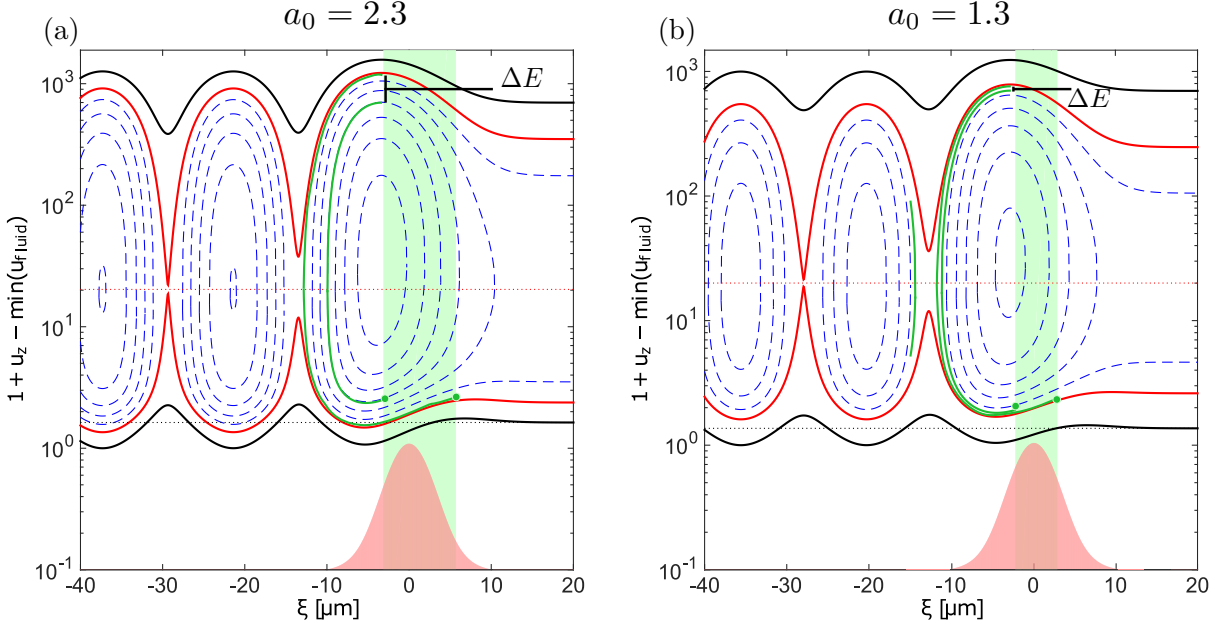 a₀ = 2.3
a₀ = 1.3
(a)
(b)
ΔE
ΔE
10³
10²
10¹
10⁰
10⁻¹
10³
10²
10¹
10⁰
10⁻¹
1 + u_z − min(u_fluid)
1 + u_z − min(u_fluid)
-40 -30 -20 -10 0 10 20
-40 -30 -20 -10 0 10 20
ξ [µm]
ξ [µm]